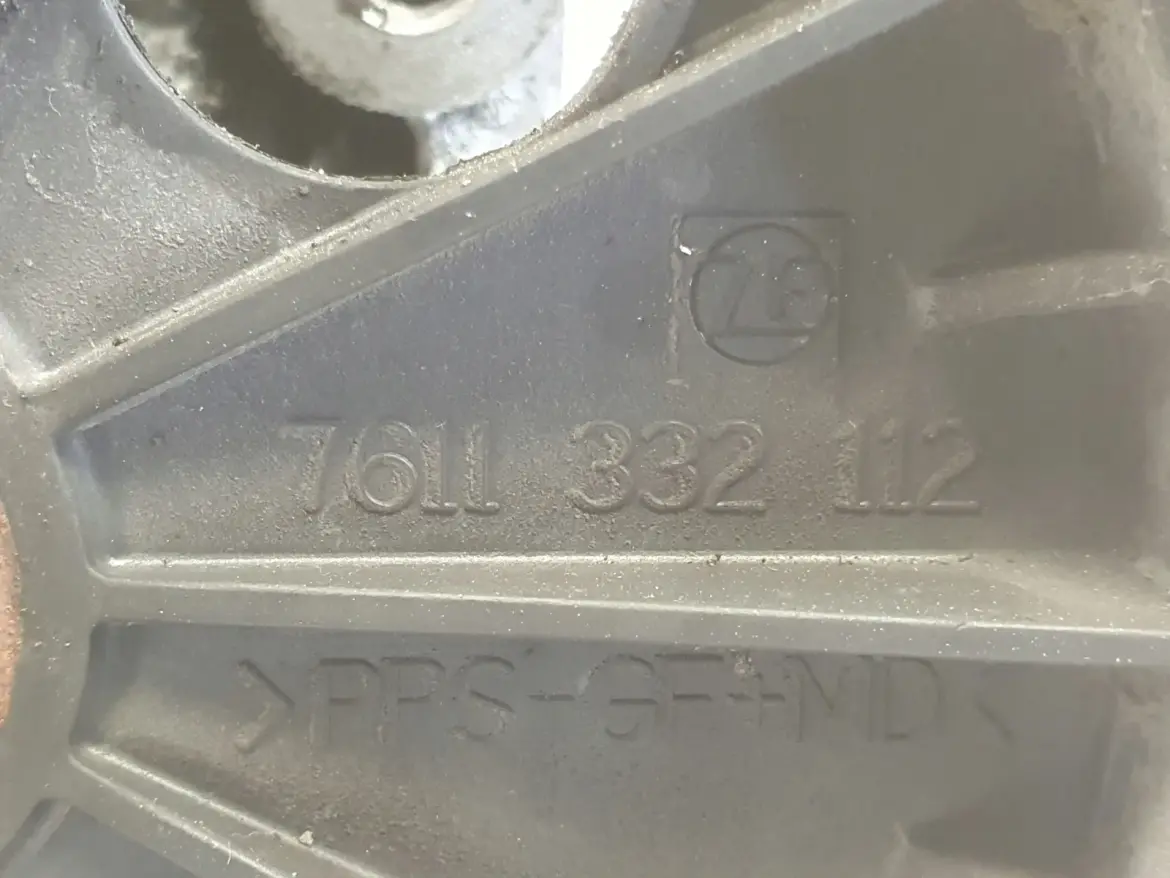 ZF
7611 332 112
>PPS-GF+MD<